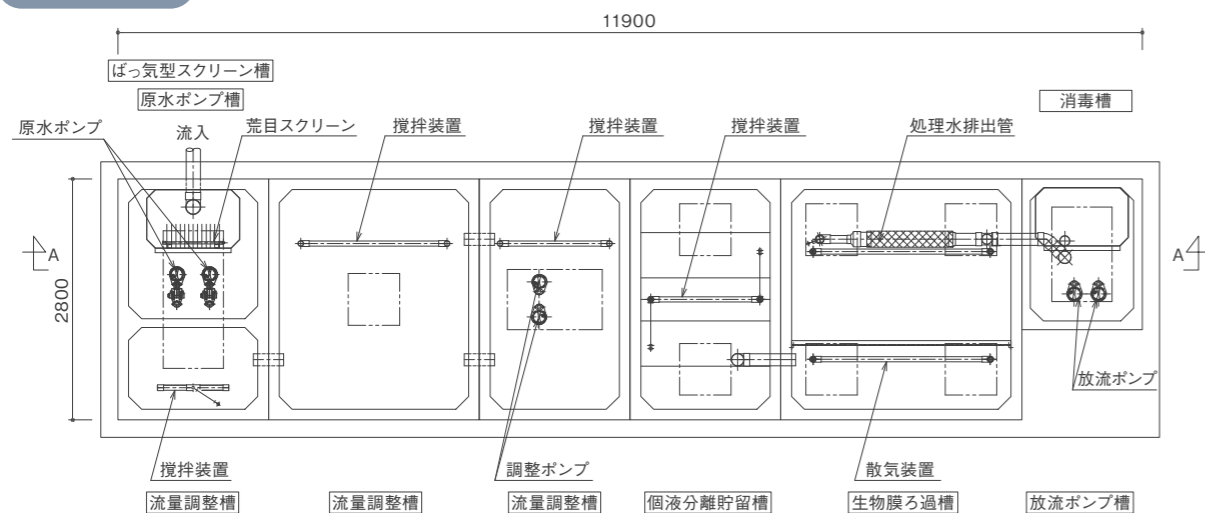 11900
ばっ気型スクリーン槽
原水ポンプ槽
消毒槽
原水ポンプ
流入
荒目スクリーン
撹拌装置
撹拌装置
撹拌装置
処理水排出管
A
A
2800
放流ポンプ
撹拌装置
調整ポンプ
散気装置
流量調整槽
流量調整槽
流量調整槽
個液分離貯留槽
生物膜ろ過槽
放流ポンプ槽